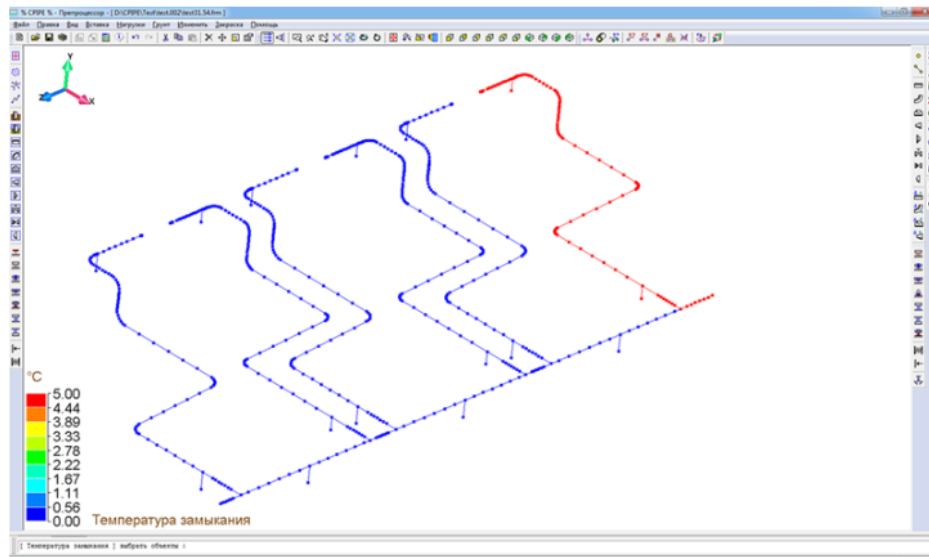 % CPIPE % - Препроцессор - [ D:\CPIPE\Test\test.002\test31.54.frm ]
Файл Правка Вид Вставка Нагрузки Грунт Изменить Закраска Помощь
Y
Z X
°C
5.00
4.44
3.89
3.33
2.78
2.22
1.67
1.11
0.56
0.00
Температура замыкания
[ Температура замыкания ] выбрать объекты :